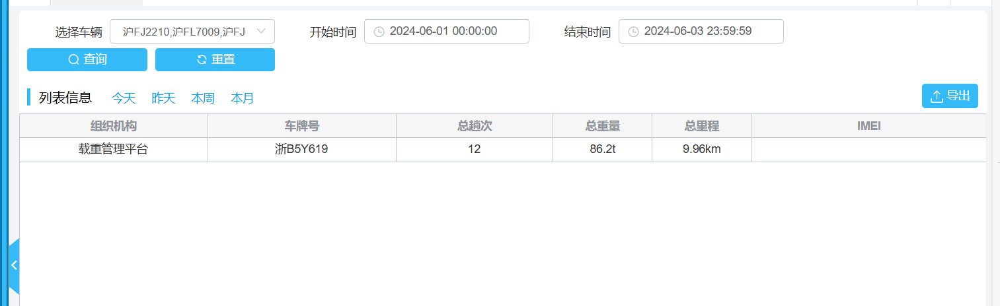 选择车辆 沪FJ2210,沪FL7009,沪FJ 开始时间 2024-06-01 00:00:00 结束时间 2024-06-03 23:59:59
查询 重置
列表信息 今天 昨天 本周 本月 导出
组织机构 车牌号 总趟次 总重量 总里程 IMEI
载重管理平台 浙B5Y619 12 86.2t 9.96km